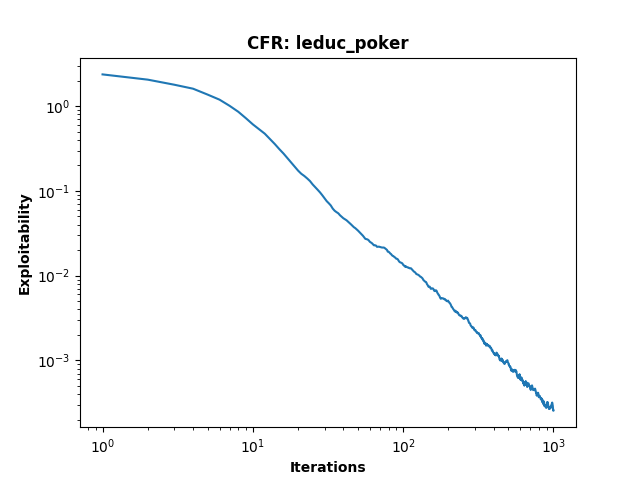 CFR: leduc_poker
Exploitability
10⁰
10⁻¹
10⁻²
10⁻³
10⁰ 10¹ 10² 10³
Iterations